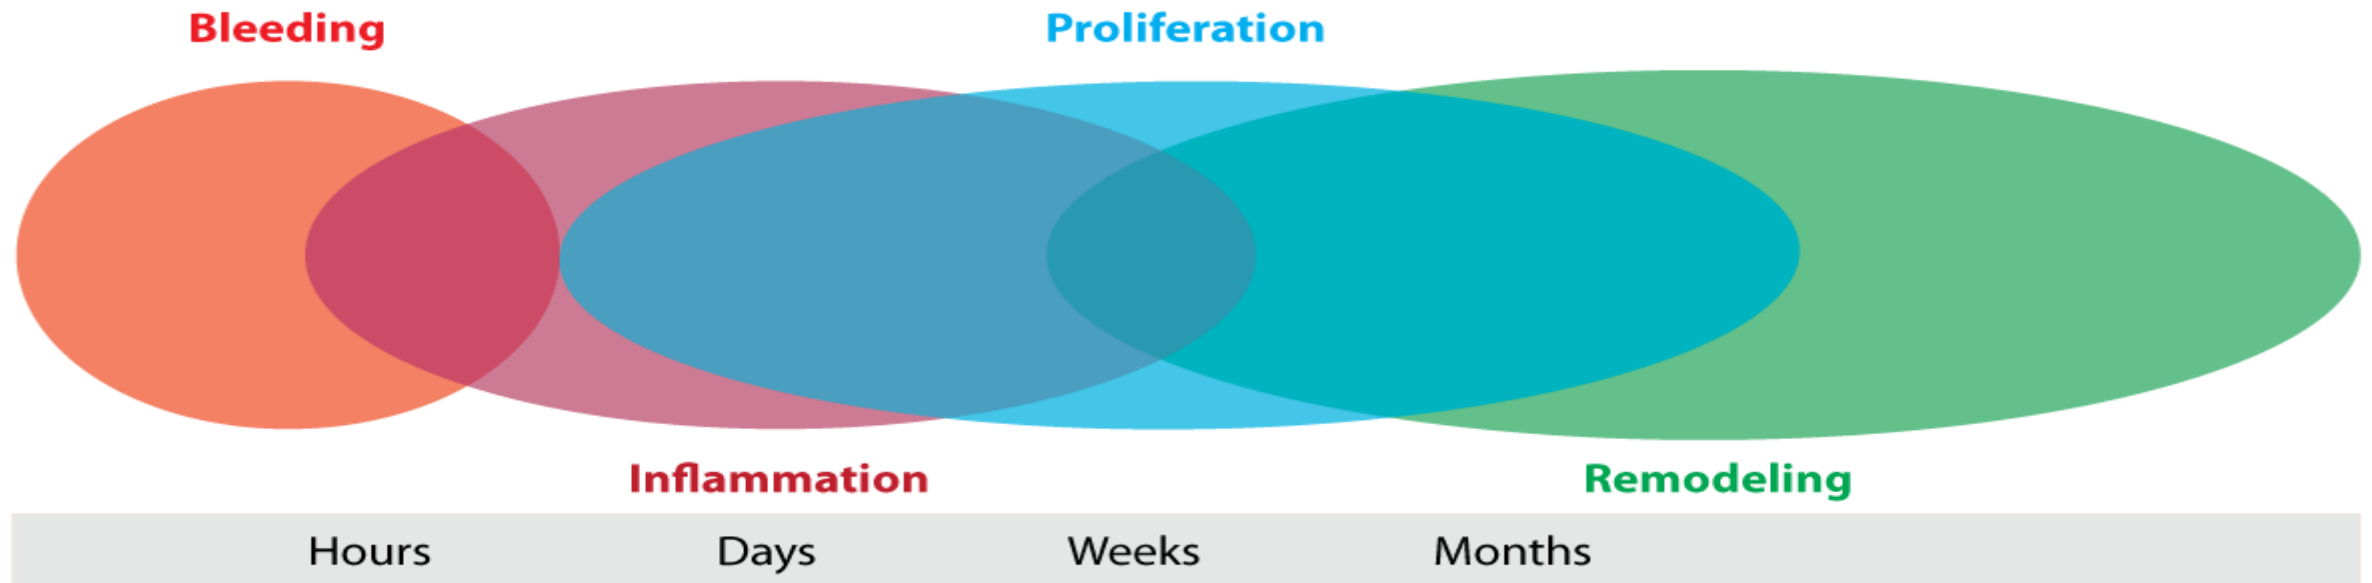 Bleeding
Proliferation
Inflammation
Remodeling
Hours
Days
Weeks
Months